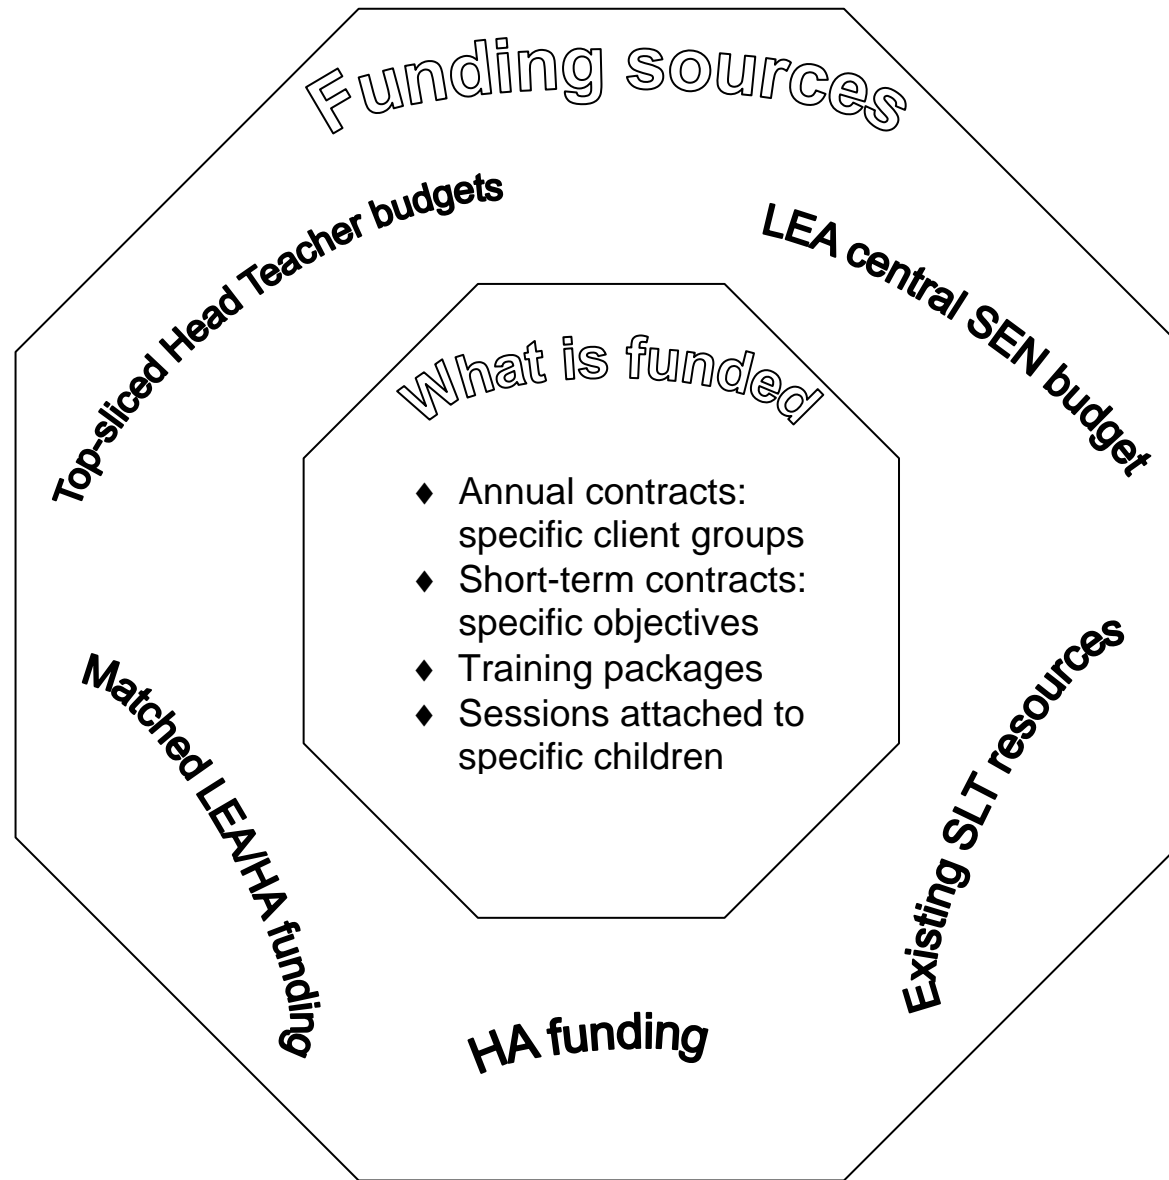 Funding sources
Top-sliced Head Teacher budgets
LEA central SEN budget
What is funded
♦ Annual contracts:
specific client groups
♦ Short-term contracts:
specific objectives
♦ Training packages
♦ Sessions attached to
specific children
Matched LEA/HA funding
Existing SLT resources
HA funding